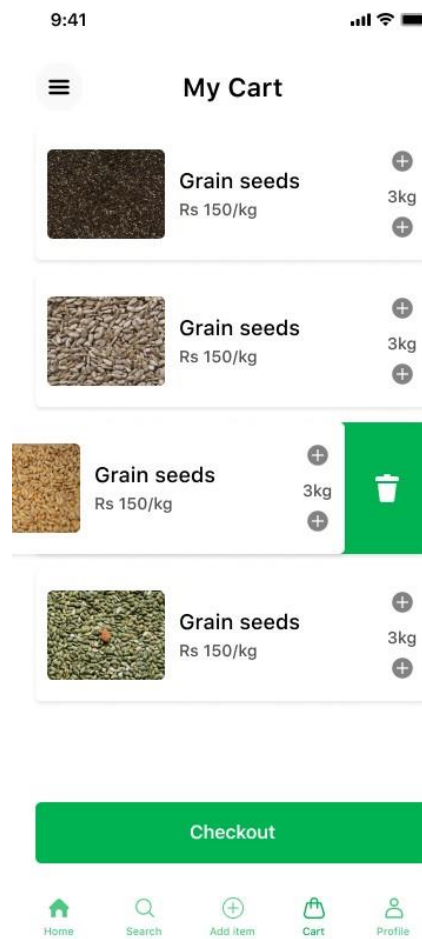 9:41
My Cart
Grain seeds
Rs 150/kg
3kg
Grain seeds
Rs 150/kg
3kg
Grain seeds
Rs 150/kg
3kg
Grain seeds
Rs 150/kg
3kg
Checkout
Home Search Add item Cart Profile